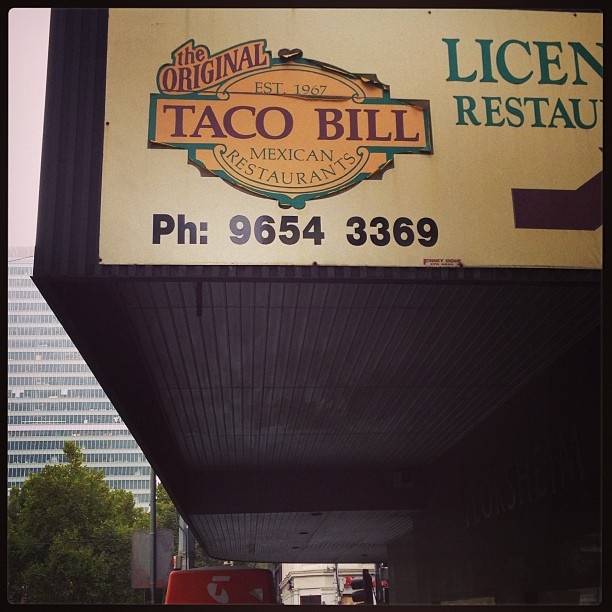 the
ORIGINAL
EST. 1967
TACO BILL
MEXICAN
RESTAURANTS
Ph: 9654 3369
LICEN
RESTAU